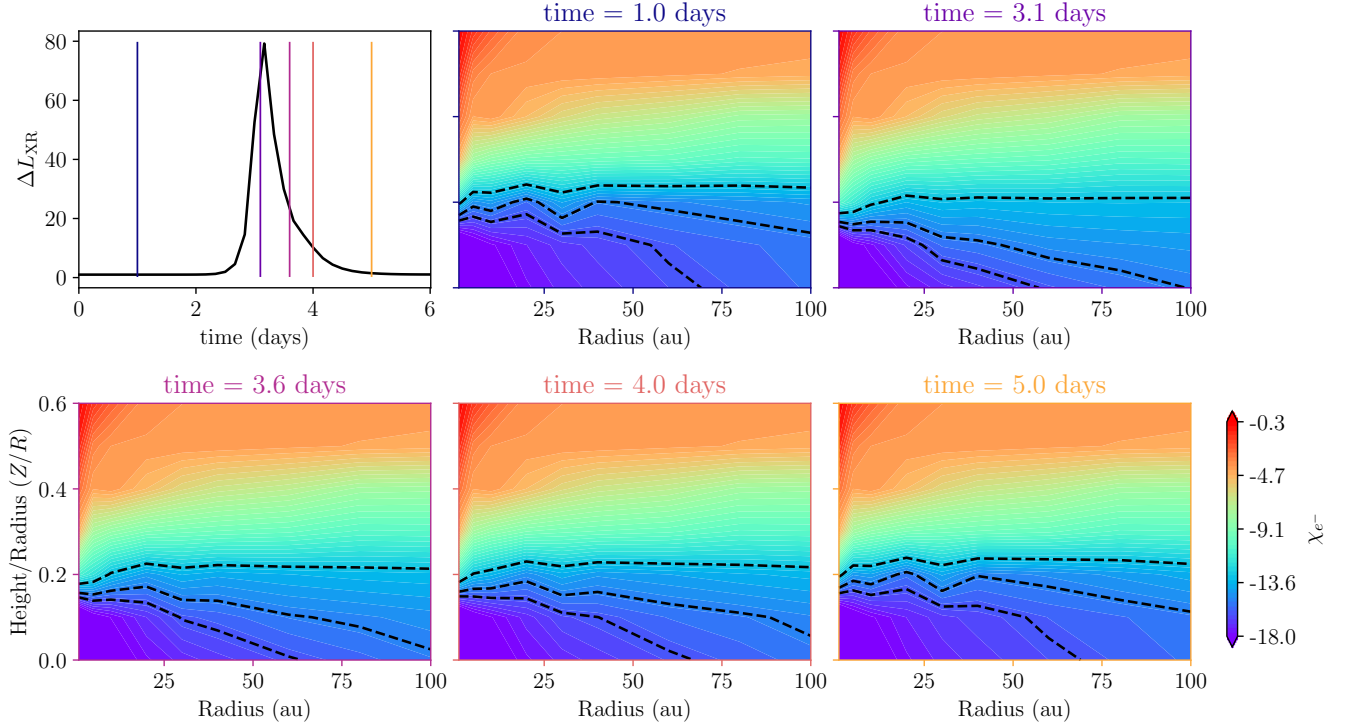 time = 1.0 days
time = 3.1 days
80
60
40
20
0
ΔL_XR
0 2 4 6
time (days)
25 50 75 100
Radius (au)
25 50 75 100
Radius (au)
time = 3.6 days
time = 4.0 days
time = 5.0 days
0.6
0.4
0.2
0.0
Height/Radius (Z/R)
25 50 75 100
Radius (au)
25 50 75 100
Radius (au)
25 50 75 100
Radius (au)
-0.3
-4.7
-9.1
-13.6
-18.0
χ_e⁻